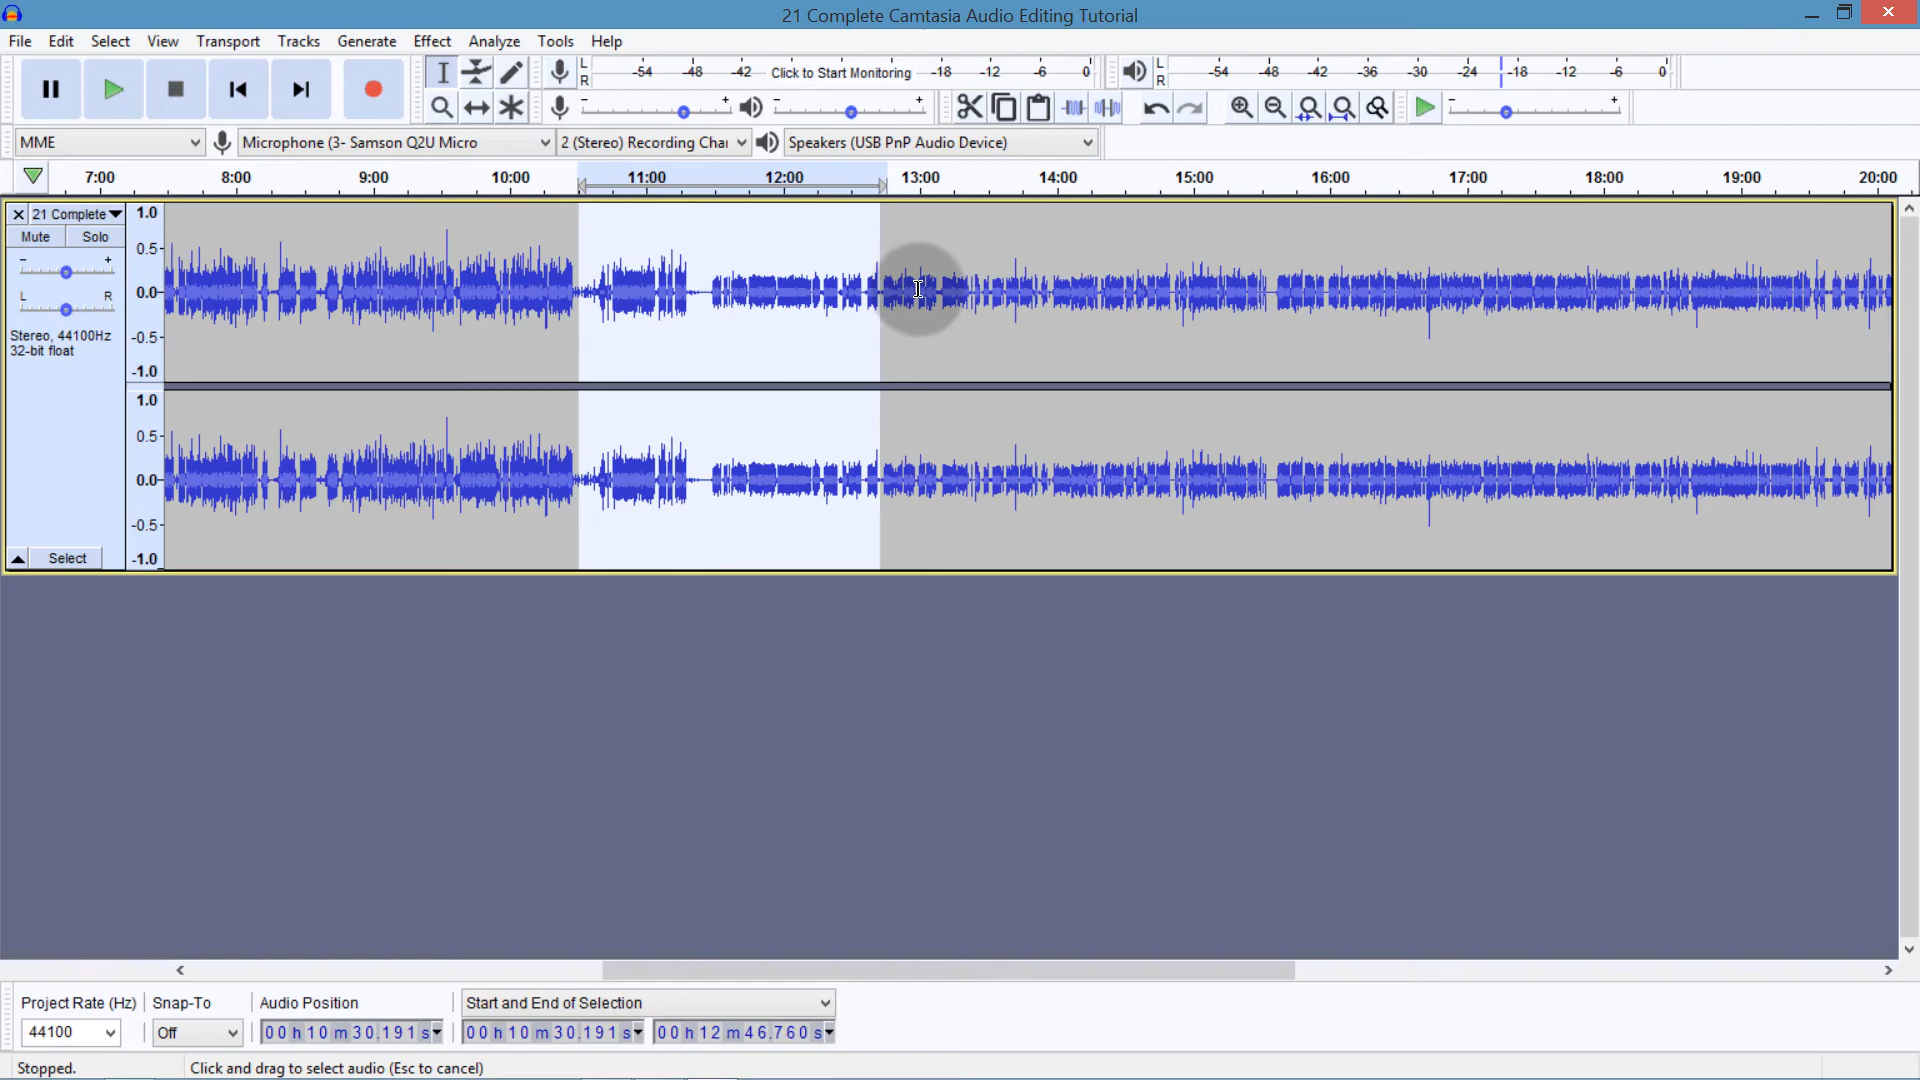 21 Complete Camtasia Audio Editing Tutorial
File Edit Select View Transport Tracks Generate Effect Analyze Tools Help
L R -54 -48 -42 Click to Start Monitoring -18 -12 -6 0 L R -54 -48 -42 -36 -30 -24 -18 -12 -6 0
- + - + - +
MME Microphone (3- Samson Q2U Micro 2 (Stereo) Recording Chai Speakers (USB PnP Audio Device)
7:00 8:00 9:00 10:00 11:00 12:00 13:00 14:00 15:00 16:00 17:00 18:00 19:00 20:00
21 Complete 1.0
Mute Solo
0.5
- +
0.0
L R
Stereo, 44100Hz
-0.5
32-bit float
-1.0
1.0
0.5
0.0
-0.5
Select -1.0
Project Rate (Hz) Snap-To Audio Position Start and End of Selection
44100 Off 00 h 10 m 30.191 s 00 h 10 m 30.191 s 00 h 12 m 46.760 s
Stopped. Click and drag to select audio (Esc to cancel)